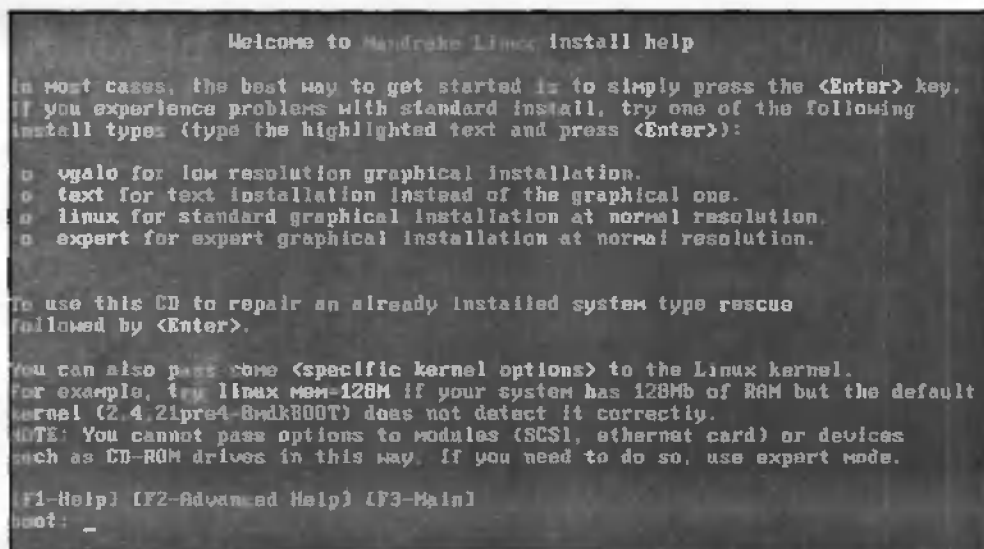 Welcome to Mandrake Linux install help
In most cases, the best way to get started is to simply press the <Enter> key.
If you experience problems with standard install, try one of the following
install types (type the highlighted text and press <Enter>):
o vgalo for low resolution graphical installation.
o text for text installation instead of the graphical one.
o linux for standard graphical installation at normal resolution.
o expert for expert graphical installation at normal resolution.
To use this CD to repair an already installed system type rescue
followed by <Enter>.
You can also pass some <specific kernel options> to the Linux kernel.
For example, try linux mem=128M if your system has 128Mb of RAM but the default
kernel (2.4.21pre4-8mdkBOOT) does not detect it correctly.
NOTE: You cannot pass options to modules (SCSI, ethernet card) or devices
such as CD-ROM drives in this way. If you need to do so, use expert mode.
[F1-Help] [F2-Advanced Help] [F3-Main]
boot: _